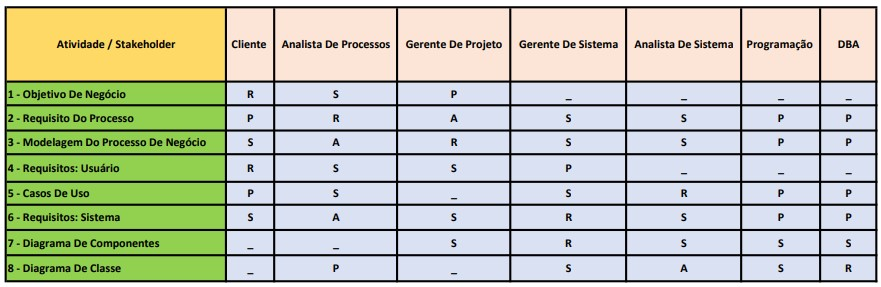 Atividade / Stakeholder Cliente Analista De Processos Gerente De Projeto Gerente De Sistema Analista De Sistema Programação DBA
1 - Objetivo De Negócio R S P _ _ _ _
2 - Requisito Do Processo P R A S S P P
3 - Modelagem Do Processo De Negócio S A R S S P P
4 - Requisitos: Usuário R S S P _ _ _
5 - Casos De Uso P S _ S R P P
6 - Requisitos: Sistema S A S R S P P
7 - Diagrama De Componentes _ _ S R S S S
8 - Diagrama De Classe _ P _ S A S R